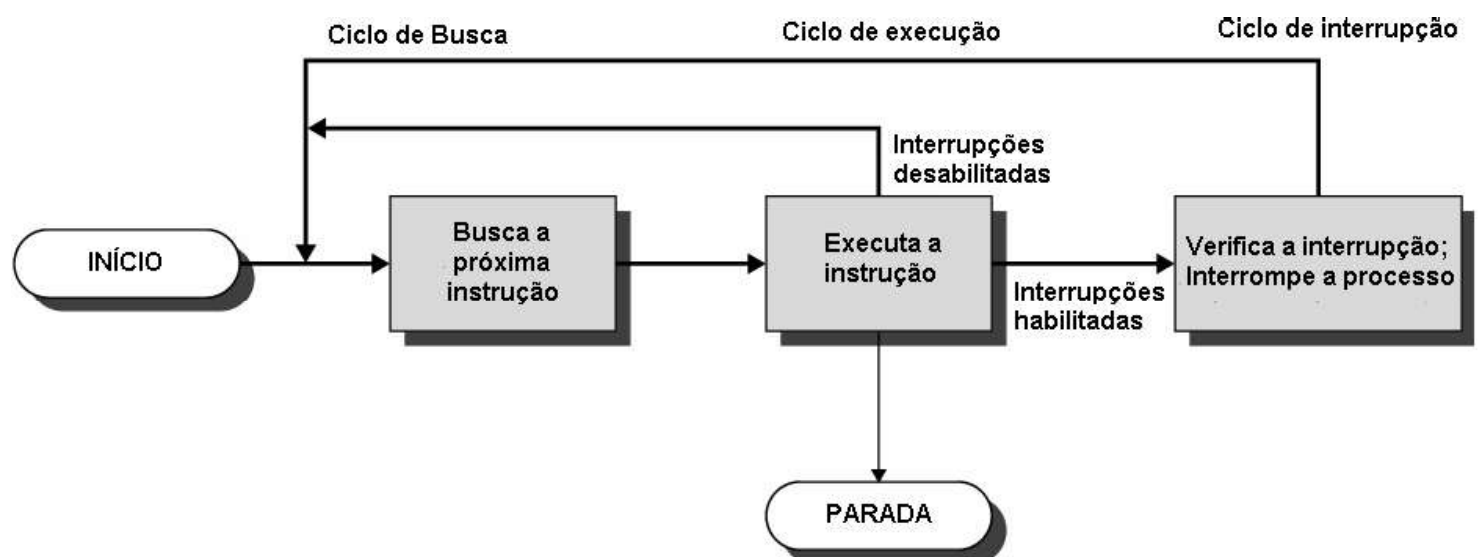 Ciclo de Busca
Ciclo de execução
Ciclo de interrupção
Interrupções
desabilitadas
INÍCIO
Busca a
próxima
instrução
Executa a
instrução
Interrupções
habilitadas
Verifica a interrupção;
Interrompe a processo
PARADA